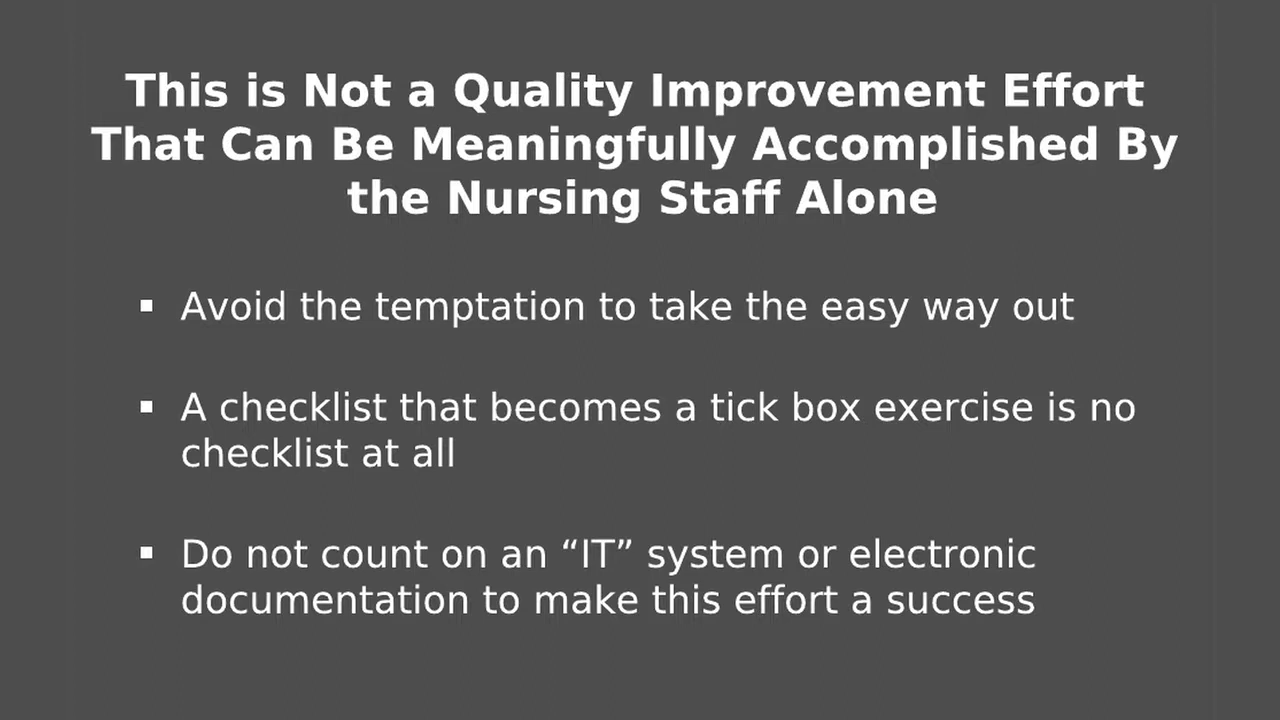 This is Not a Quality Improvement Effort
That Can Be Meaningfully Accomplished By
the Nursing Staff Alone
▪ Avoid the temptation to take the easy way out
▪ A checklist that becomes a tick box exercise is no
checklist at all
▪ Do not count on an “IT” system or electronic
documentation to make this effort a success